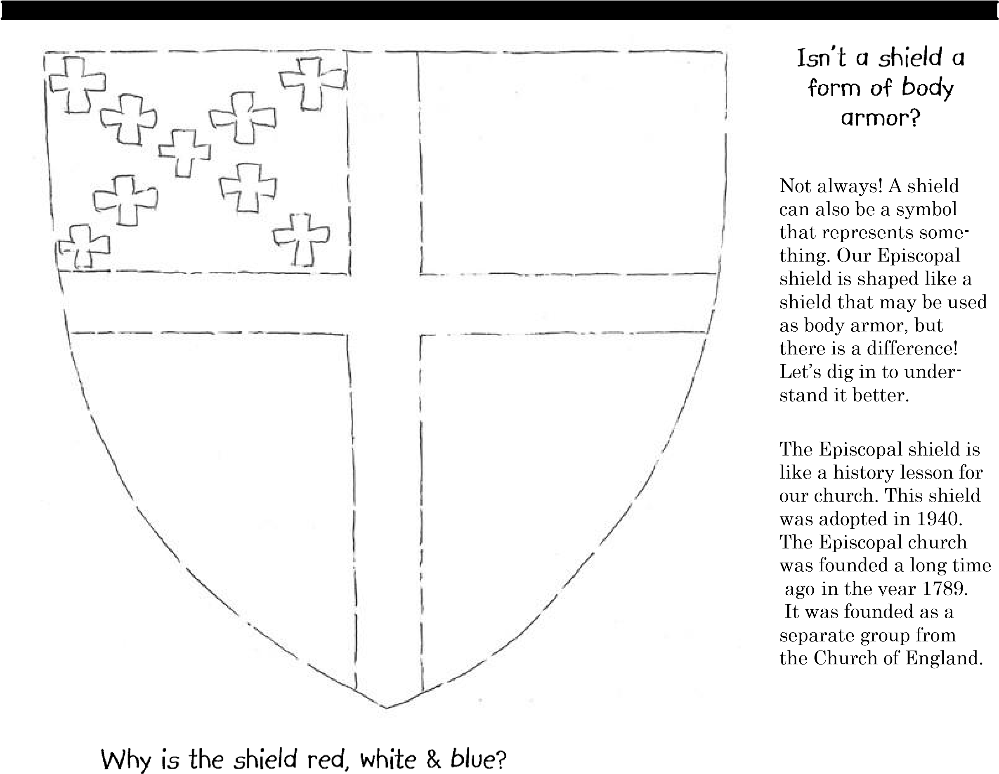 Isn't a shield a
form of body
armor?
Not always! A shield
can also be a symbol
that represents some-
thing. Our Episcopal
shield is shaped like a
shield that may be used
as body armor, but
there is a difference!
Let's dig in to under-
stand it better.
The Episcopal shield is
like a history lesson for
our church. This shield
was adopted in 1940.
The Episcopal church
was founded a long time
ago in the year 1789.
It was founded as a
separate group from
the Church of England.
Why is the shield red, white & blue?